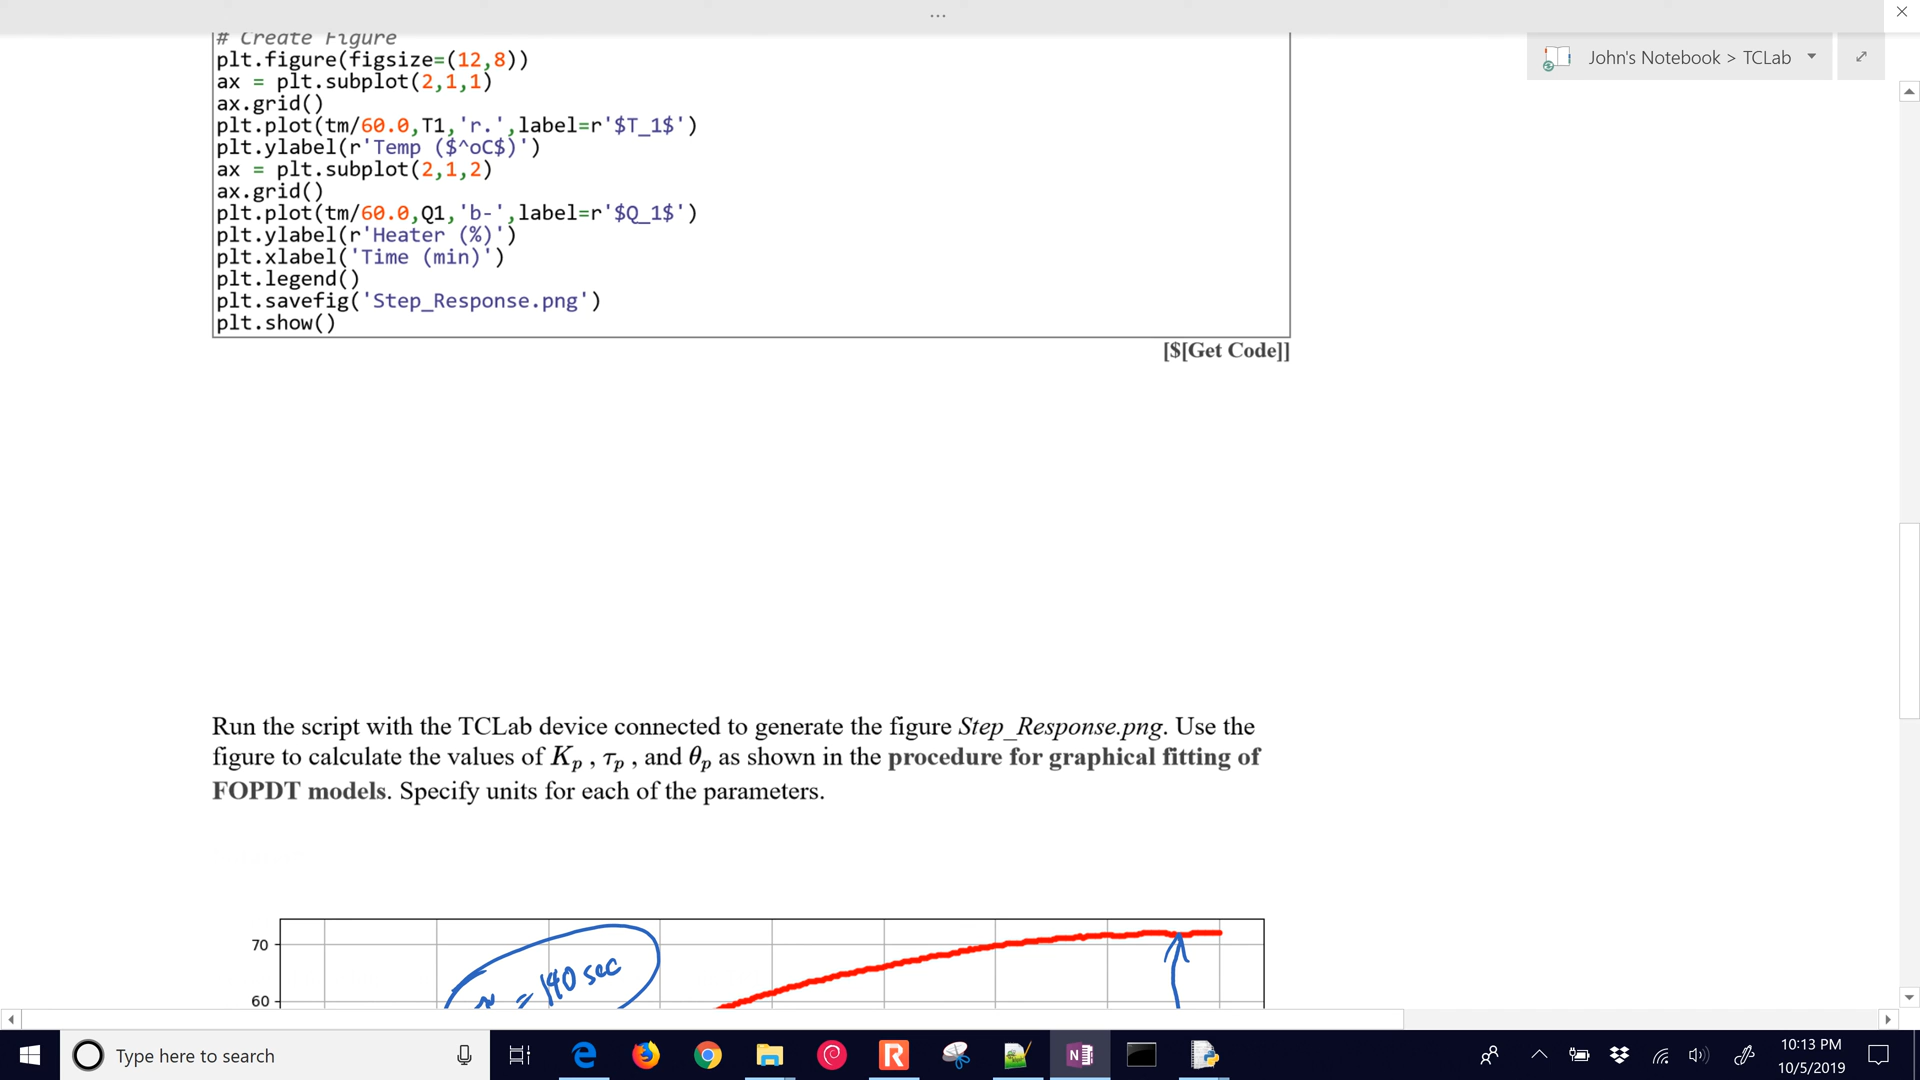 ...
John's Notebook > TCLab
# Create Figure
plt.figure(figsize=(12,8))
ax = plt.subplot(2,1,1)
ax.grid()
plt.plot(tm/60.0,T1,'r.',label=r'$T_1$')
plt.ylabel(r'Temp ($^oC$)')
ax = plt.subplot(2,1,2)
ax.grid()
plt.plot(tm/60.0,Q1,'b-',label=r'$Q_1$')
plt.ylabel(r'Heater (%)')
plt.xlabel('Time (min)')
plt.legend()
plt.savefig('Step_Response.png')
plt.show()
[$[Get Code]]
Run the script with the TCLab device connected to generate the figure Step_Response.png. Use the
figure to calculate the values of Kp , τp , and θp as shown in the procedure for graphical fitting of
FOPDT models. Specify units for each of the parameters.
70
= 140 sec
60
Type here to search
10:13 PM
10/5/2019